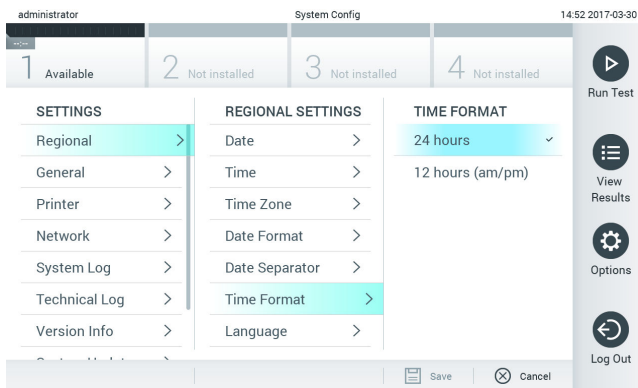 administrator
System Config
14:52 2017-03-30
--:--
1 Available
2 Not installed
3 Not installed
4 Not installed
Run Test
View
Results
Options
Log Out
SETTINGS
Regional
General
Printer
Network
System Log
Technical Log
Version Info
REGIONAL SETTINGS
Date
Time
Time Zone
Date Format
Date Separator
Time Format
Language
TIME FORMAT
24 hours
12 hours (am/pm)
Save
Cancel